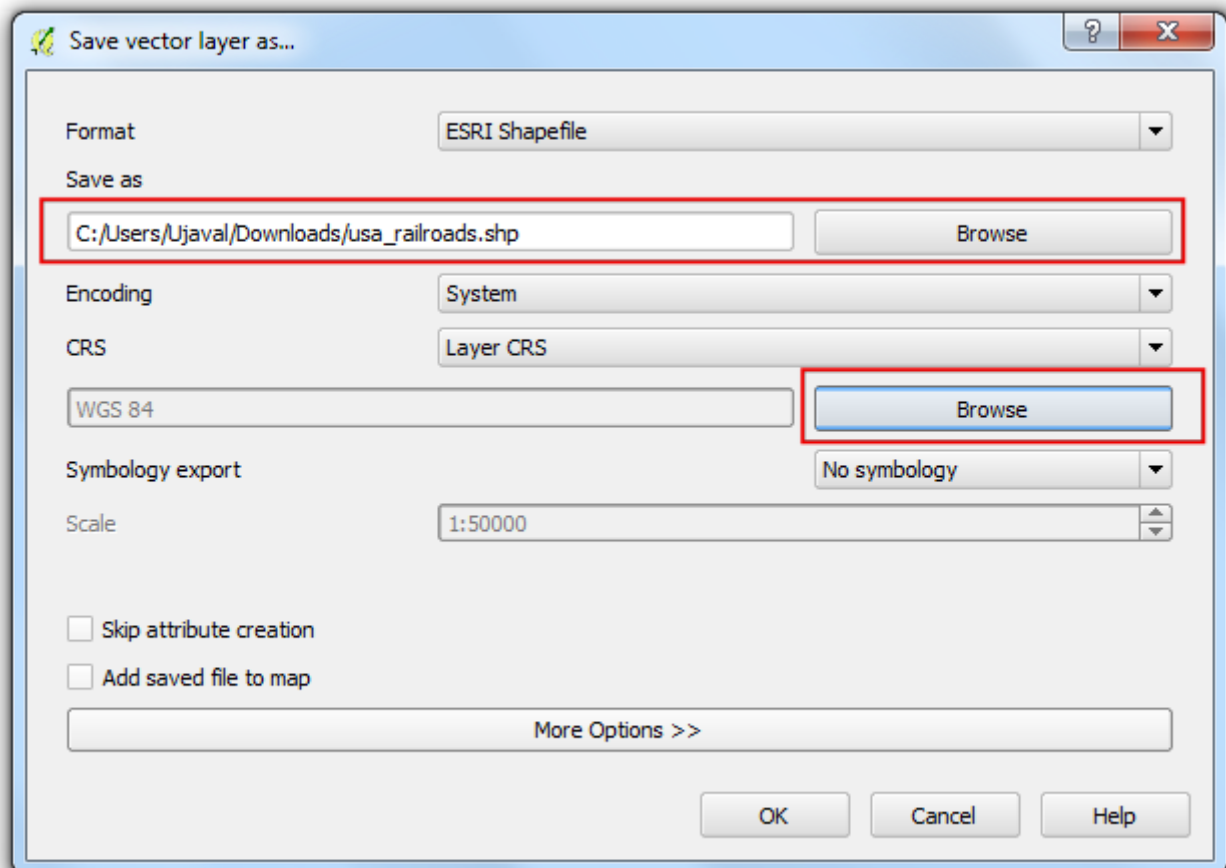 Save vector layer as...
Format ESRI Shapefile
Save as
C:/Users/Ujaval/Downloads/usa_railroads.shp Browse
Encoding System
CRS Layer CRS
WGS 84 Browse
Symbology export No symbology
Scale 1:50000
Skip attribute creation
Add saved file to map
More Options >>
OK Cancel Help